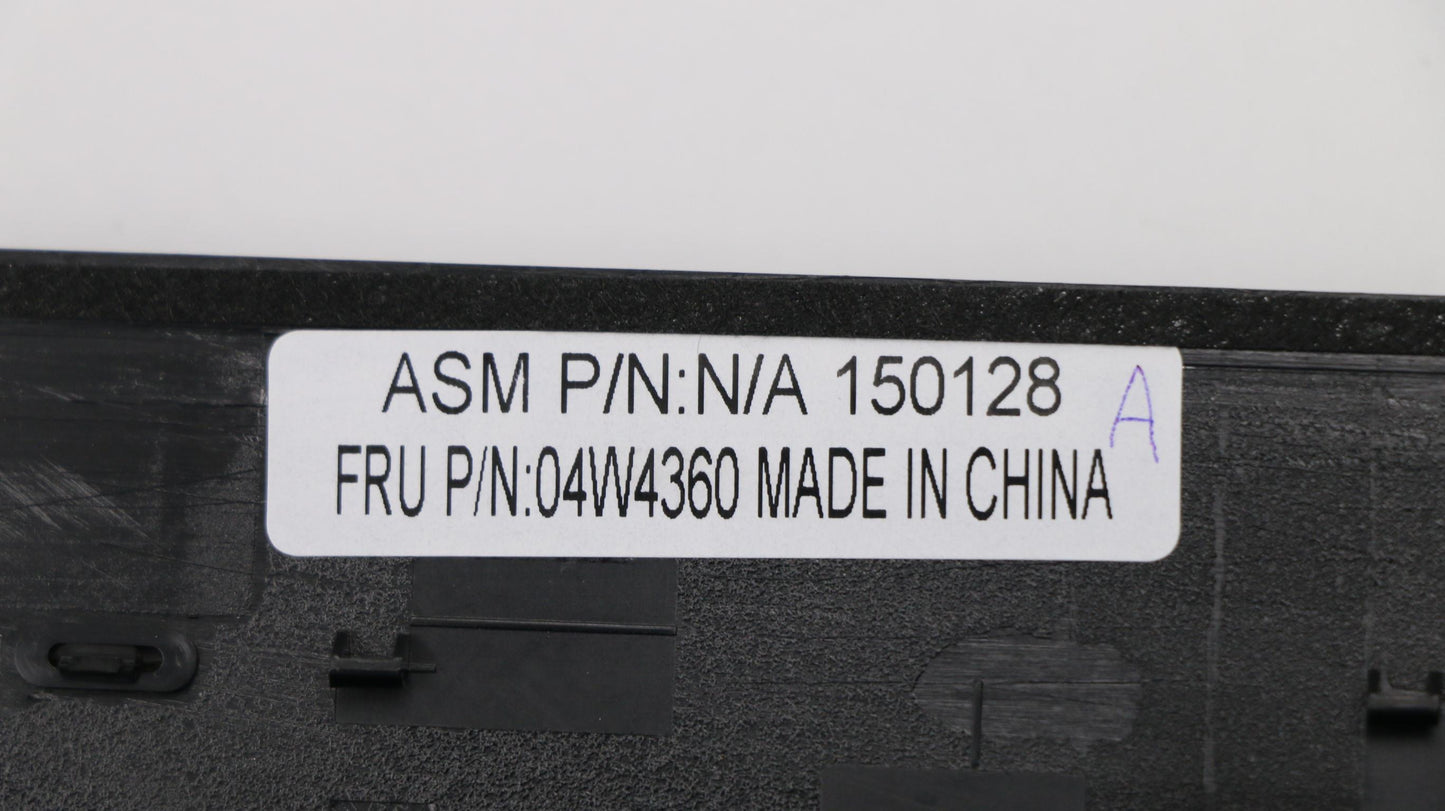 ASM P/N:N/A 150128
A
FRU P/N:04W4360 MADE IN CHINA